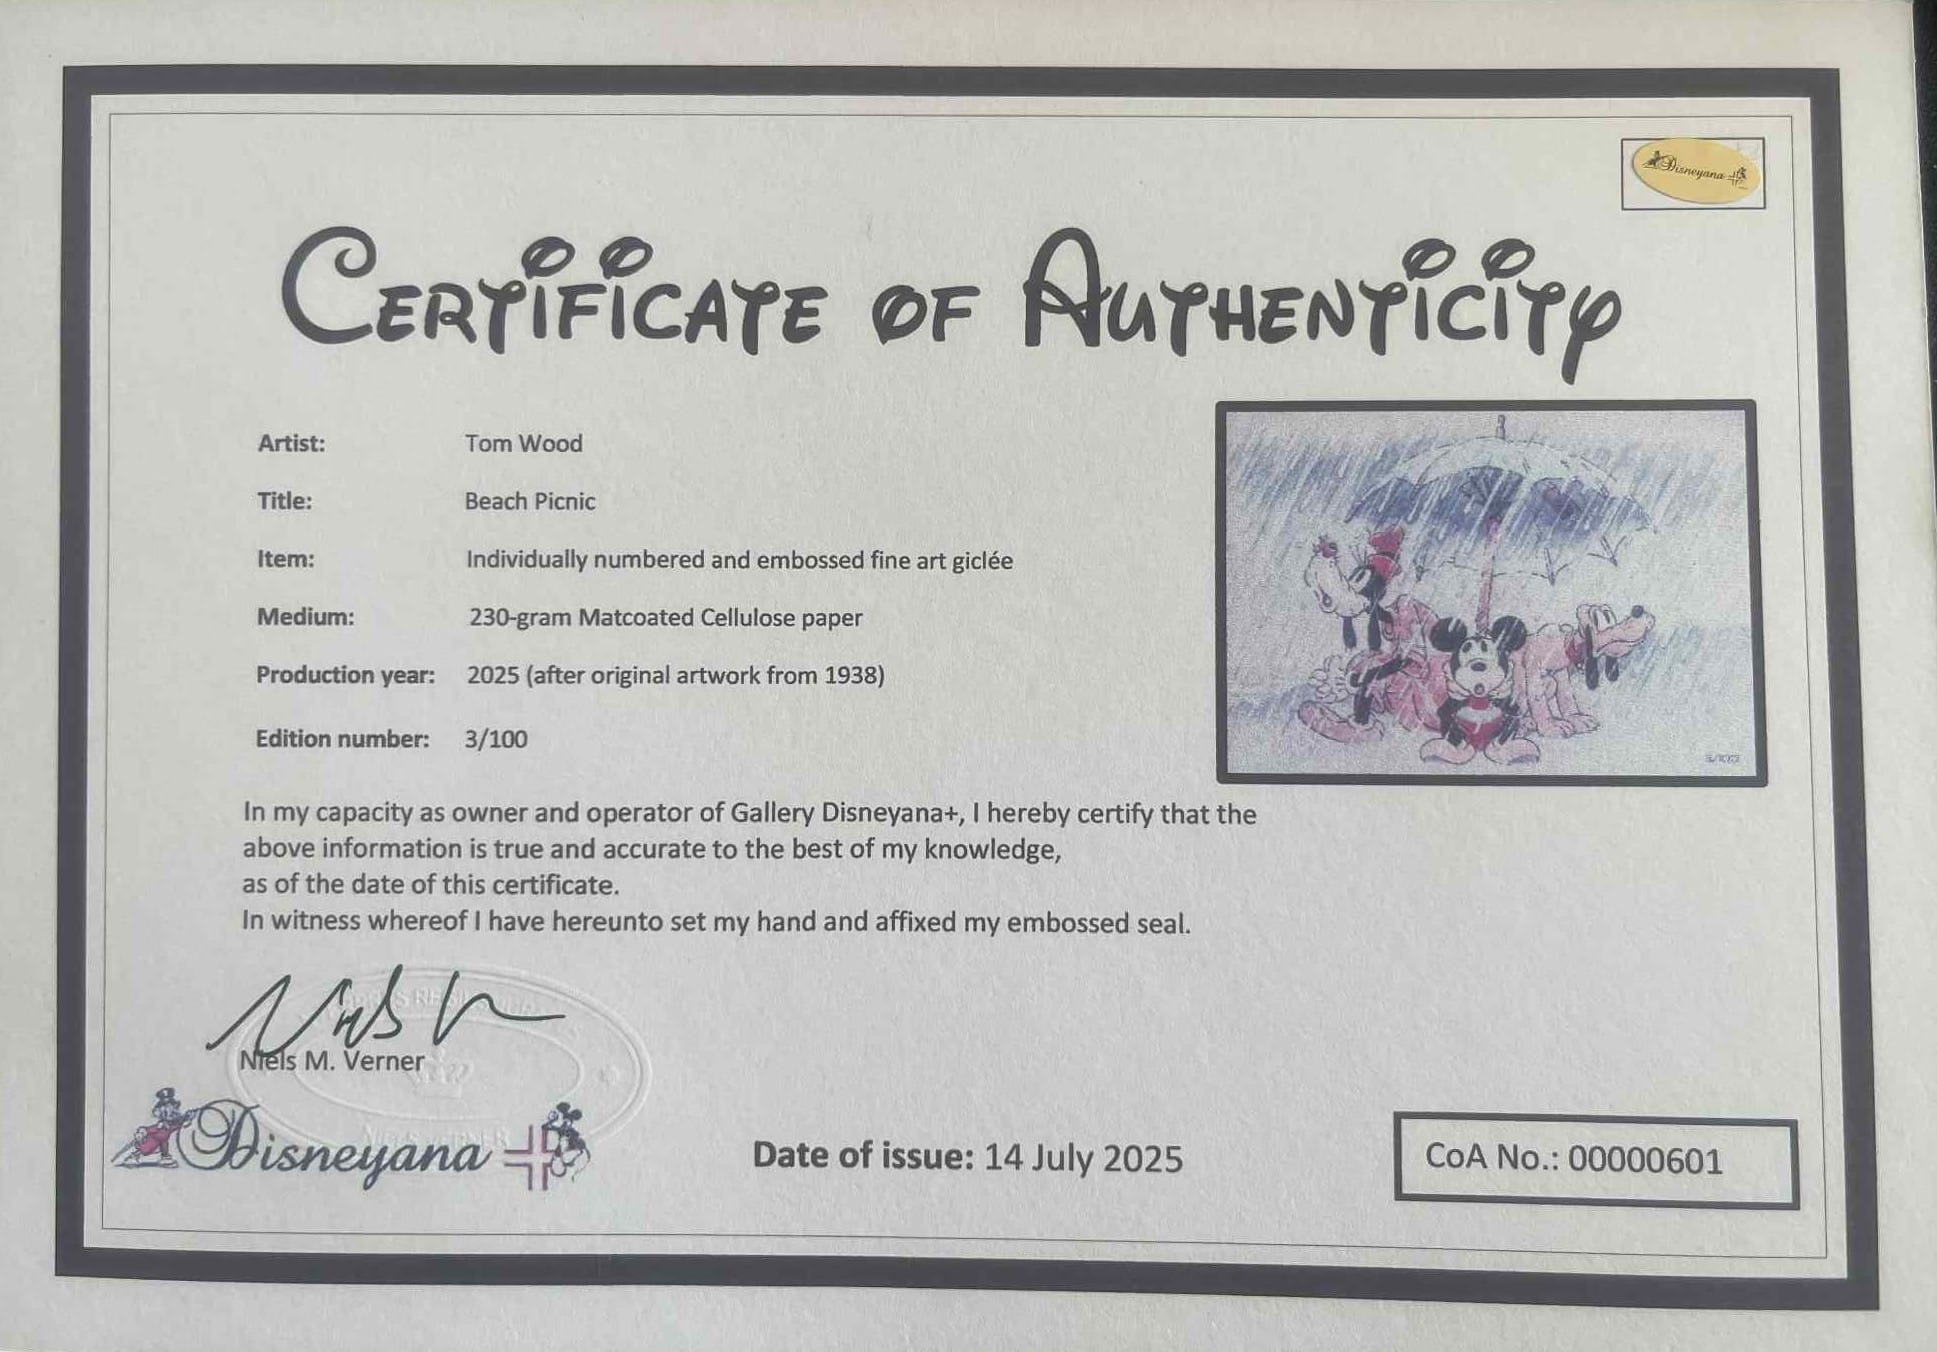 Disneyana
Certificate of Authenticity
Artist: Tom Wood
Title: Beach Picnic
Item: Individually numbered and embossed fine art giclée
Medium: 230-gram Matcoated Cellulose paper
Production year: 2025 (after original artwork from 1938)
Edition number: 3/100
In my capacity as owner and operator of Gallery Disneyana+, I hereby certify that the
above information is true and accurate to the best of my knowledge,
as of the date of this certificate.
In witness whereof I have hereunto set my hand and affixed my embossed seal.
Niels M. Verner
Disneyana
Date of issue: 14 July 2025
CoA No.: 00000601